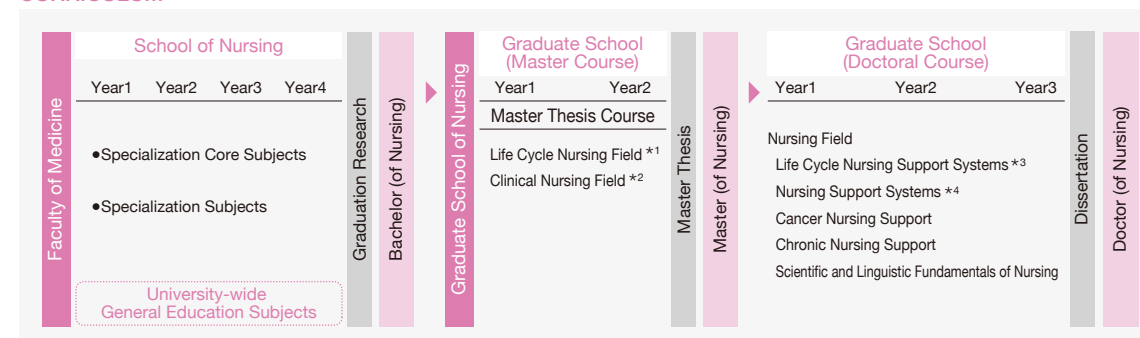 Faculty of Medicine
School of Nursing
Year1 Year2 Year3 Year4
●Specialization Core Subjects
●Specialization Subjects
University-wide
General Education Subjects
Graduation Research
Bachelor (of Nursing)
Graduate School of Nursing
Graduate School
(Master Course)
Year1 Year2
Master Thesis Course
Life Cycle Nursing Field *1
Clinical Nursing Field *2
Master Thesis
Master (of Nursing)
Graduate School
(Doctoral Course)
Year1 Year2 Year3
Nursing Field
Life Cycle Nursing Support Systems *3
Nursing Support Systems *4
Cancer Nursing Support
Chronic Nursing Support
Scientific and Linguistic Fundamentals of Nursing
Dissertation
Doctor (of Nursing)